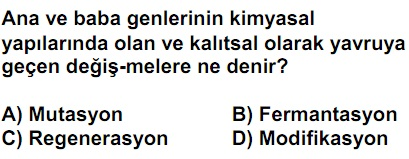 Ana ve baba genlerinin kimyasal
yapılarında olan ve kalıtsal olarak yavruya
geçen değiş-melere ne denir?
A) Mutasyon B) Fermantasyon
C) Regenerasyon D) Modifikasyon